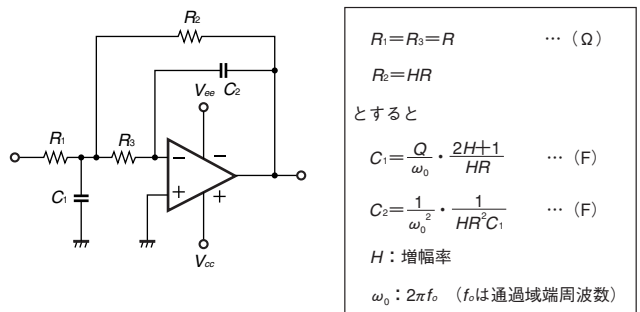 R₂
Vee C₂
R₁ R₃
−
−
+
+
C₁
Vcc
R₁=R₃=R …(Ω)
R₂=HR
とすると
C₁=Q/ω₀・2H+1/HR …(F)
C₂=1/ω₀²・1/HR²C₁ …(F)
H：増幅率
ω₀：2πf₀ （f₀は通過域端周波数）